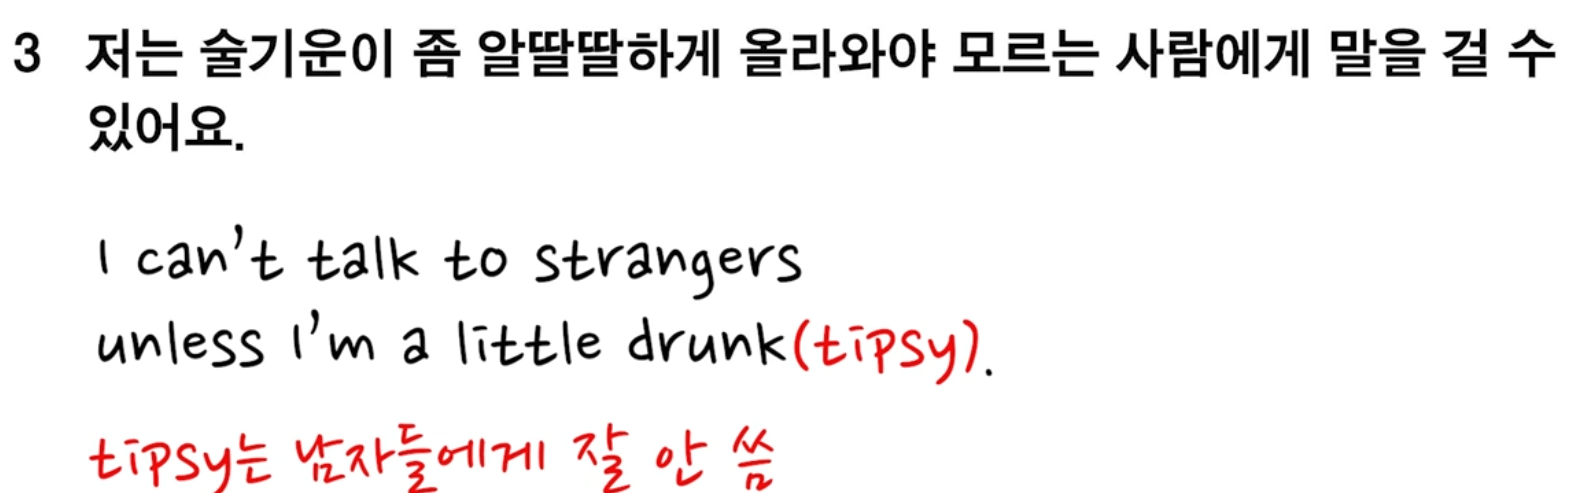 3 저는 술기운이 좀 알딸딸하게 올라와야 모르는 사람에게 말을 걸 수
있어요.
I can't talk to strangers
unless I'm a little drunk(tipsy).
tipsy는 남자들에게 잘 안 씀